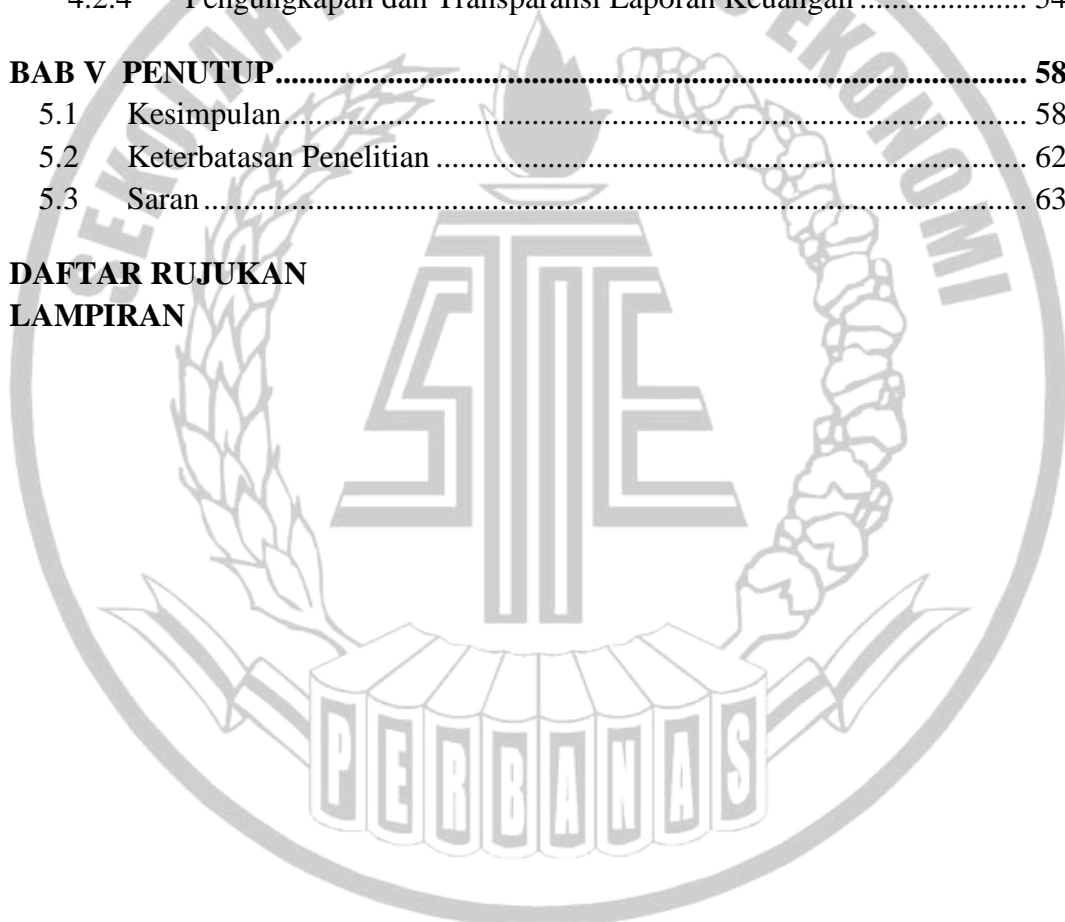 4.2.4 Pengungkapan dan Transparansi Laporan Keuangan ..................... 54
BAB V PENUTUP................................................................................................ 58
5.1 Kesimpulan............................................................................................... 58
5.2 Keterbatasan Penelitian ........................................................................... 62
5.3 Saran ......................................................................................................... 63
DAFTAR RUJUKAN
LAMPIRAN
STIE
PERBANAS